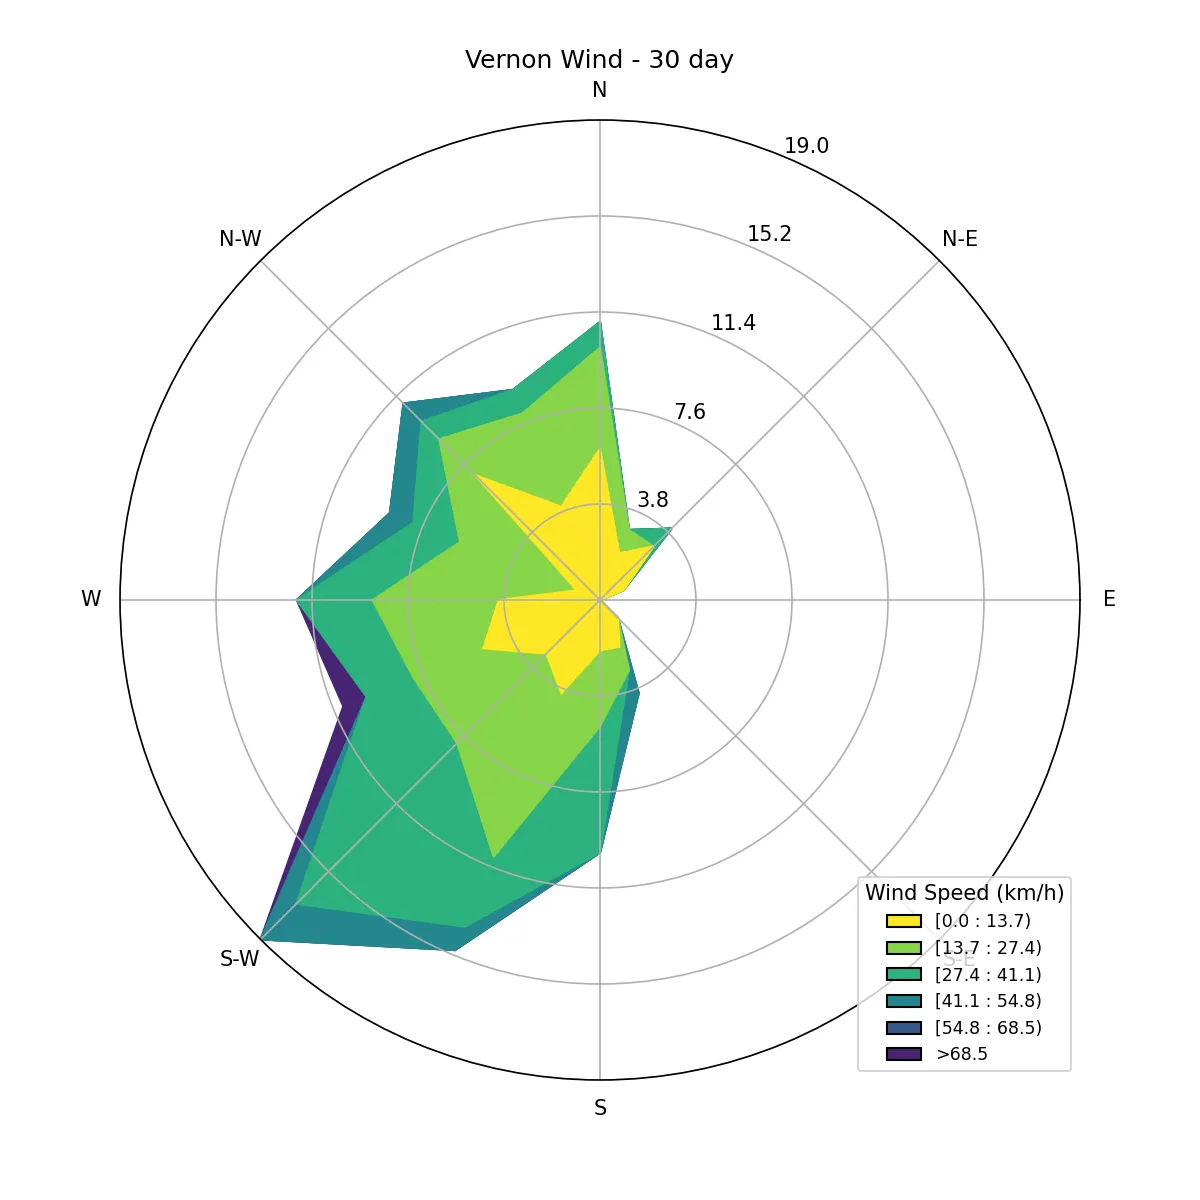 Vernon Wind - 30 day
N
19.0
15.2
N-W
N-E
11.4
7.6
3.8
W
E
Wind Speed (km/h)
[0.0 : 13.7)
[13.7 : 27.4)
S-W
S-E
[27.4 : 41.1)
[41.1 : 54.8)
[54.8 : 68.5)
>68.5
S